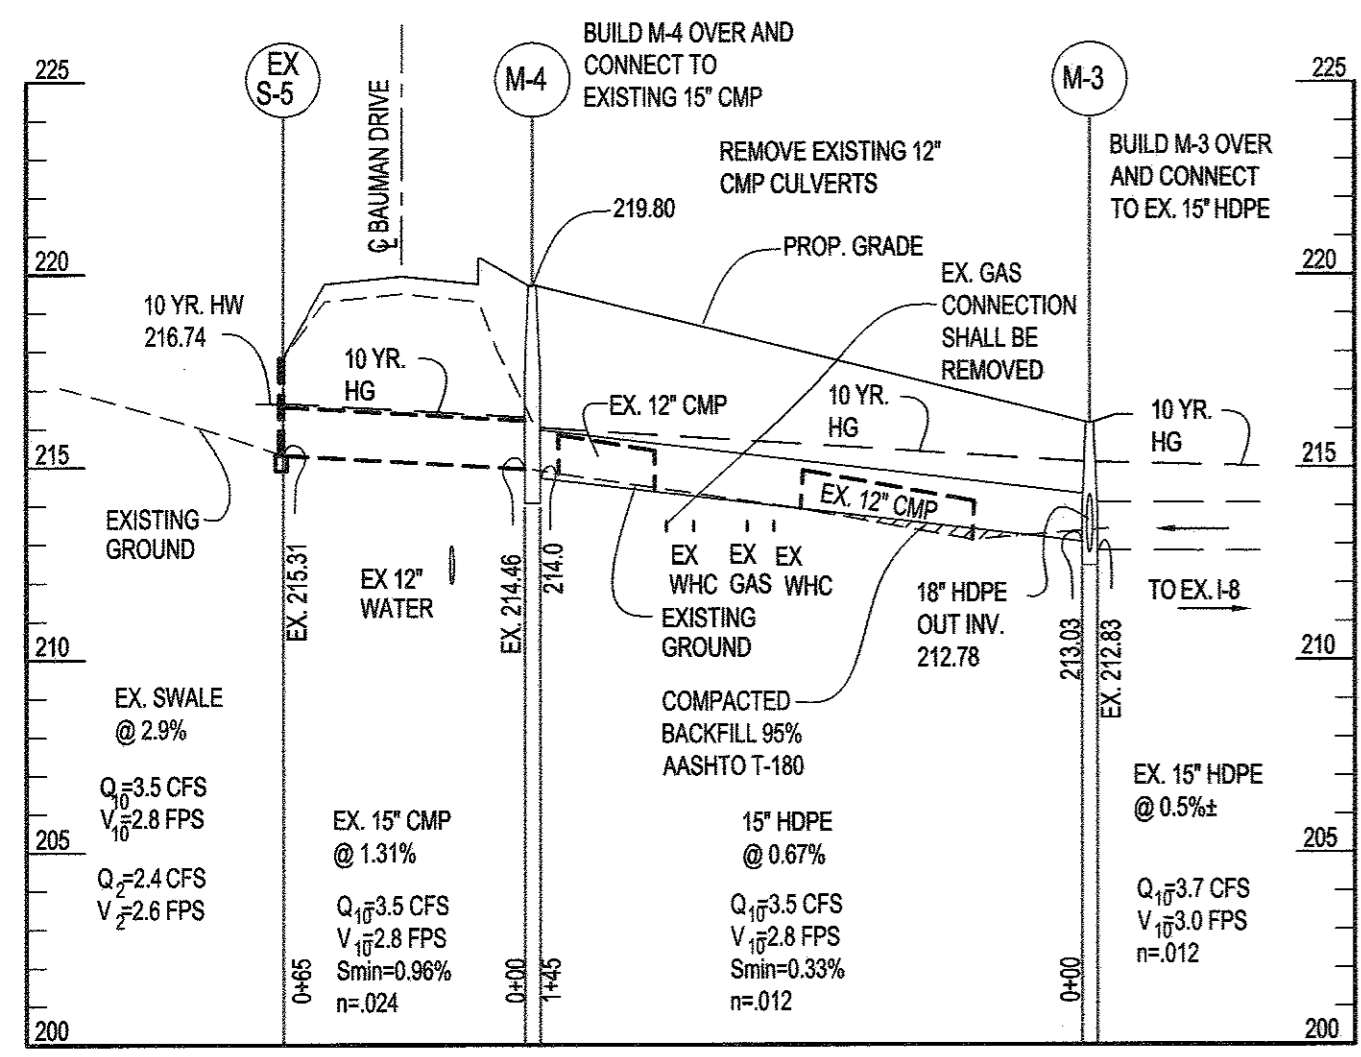 EX
S-5
M-4
BUILD M-4 OVER AND
CONNECT TO
EXISTING 15" CMP
M-3
225
225
BUILD M-3 OVER
AND CONNECT
TO EX. 15" HDPE
REMOVE EXISTING 12"
CMP CULVERTS
℄ BAUMAN DRIVE
219.80
PROP. GRADE
220
220
EX. GAS
CONNECTION
SHALL BE
REMOVED
10 YR. HW
216.74
10 YR.
HG
EX. 12" CMP
10 YR.
HG
10 YR.
HG
215
215
EX. 12" CMP
EXISTING
GROUND
EX. 215.31
EX 12"
WATER
EX. 214.46
214.0
EX
WHC
EX
GAS
EX
WHC
EXISTING
GROUND
18" HDPE
OUT INV.
212.78
213.03
EX. 212.83
TO EX. I-8
210
210
COMPACTED
BACKFILL 95%
AASHTO T-180
EX. SWALE
@ 2.9%
Q10=3.5 CFS
V10=2.8 FPS
Q2=2.4 CFS
V2=2.6 FPS
205
205
EX. 15" CMP
@ 1.31%
Q10=3.5 CFS
V10=2.8 FPS
Smin=0.96%
n=.024
15" HDPE
@ 0.67%
Q10=3.5 CFS
V10=2.8 FPS
Smin=0.33%
n=.012
EX. 15" HDPE
@ 0.5%±
Q10=3.7 CFS
V10=3.0 FPS
n=.012
0+65
0+00
1+45
0+00
200
200